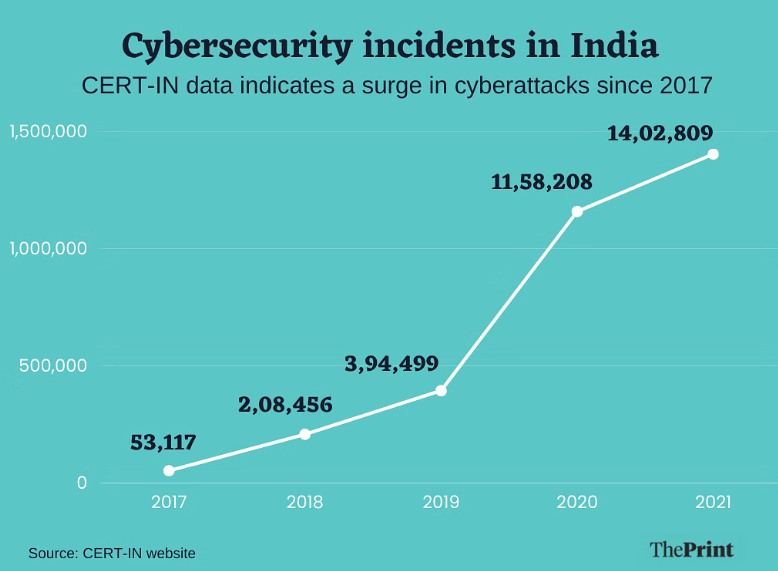 Cybersecurity incidents in India
CERT-IN data indicates a surge in cyberattacks since 2017
1,500,000
14,02,809
11,58,208
1,000,000
3,94,499
500,000
2,08,456
53,117
0
2017 2018 2019 2020 2021
Source: CERT-IN website
ThePrint